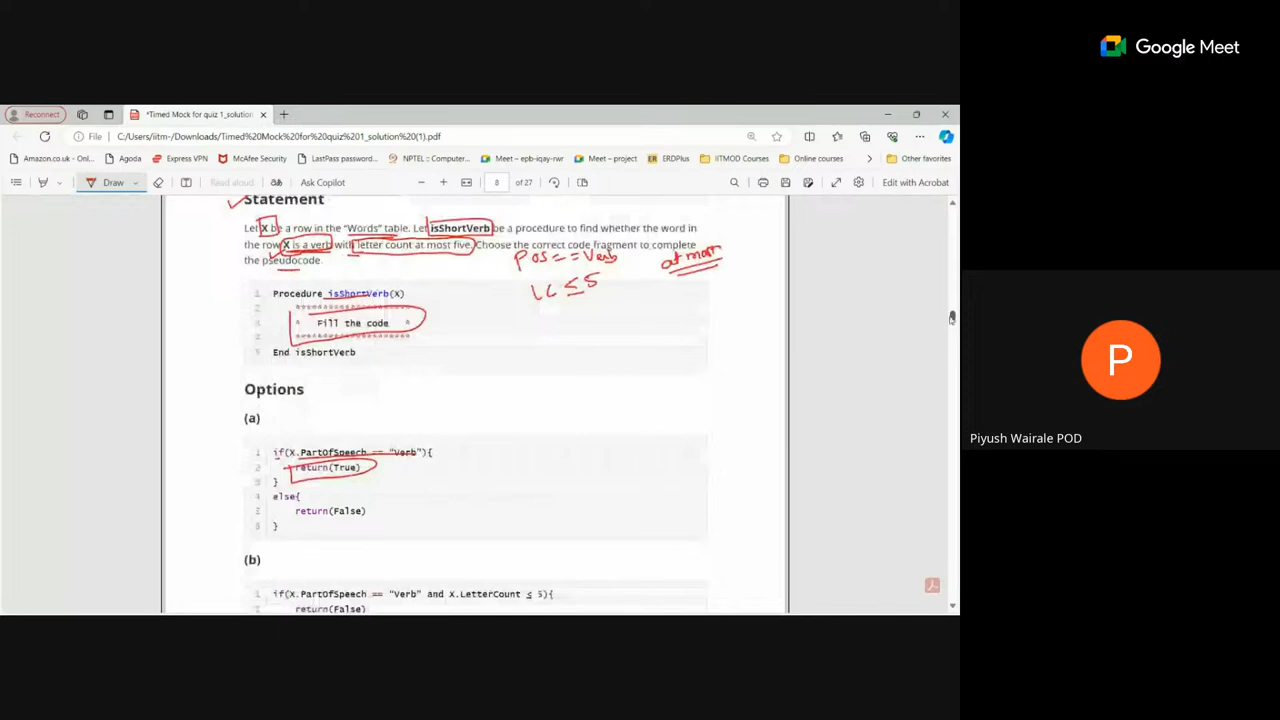 Google Meet
Reconnect
*Timed Mock for quiz 1_solution
File
C:/Users/iitm-/Downloads/Timed%20Mock%20for%20quiz%201_solution%20(1).pdf
Amazon.co.uk - Onl...
Agoda
Express VPN
McAfee Security
LastPass password...
NPTEL :: Computer...
Meet – epb-iqay-rwr
Meet – project
ERDPlus
IITMOD Courses
Online courses
Other favorites
Draw
Read aloud
Ask Copilot
8 of 27
Edit with Acrobat
Statement
Let X be a row in the "Words" table. Let isShortVerb be a procedure to find whether the word in
the row X is a verb with letter count at most five. Choose the correct code fragment to complete
the pseudocode.
POS == Verb
at most
LC ≤ 5
1 Procedure isShortVerb(X)
2 *********************
3 * Fill the code *
*********************
5 End isShortVerb
Options
(a)
1 if(X.PartOfSpeech == "Verb"){
2 return(True)
3 }
4 else{
5 return(False)
6 }
(b)
1 if(X.PartOfSpeech == "Verb" and X.LetterCount ≤ 5){
return(False)
P
Piyush Wairale POD